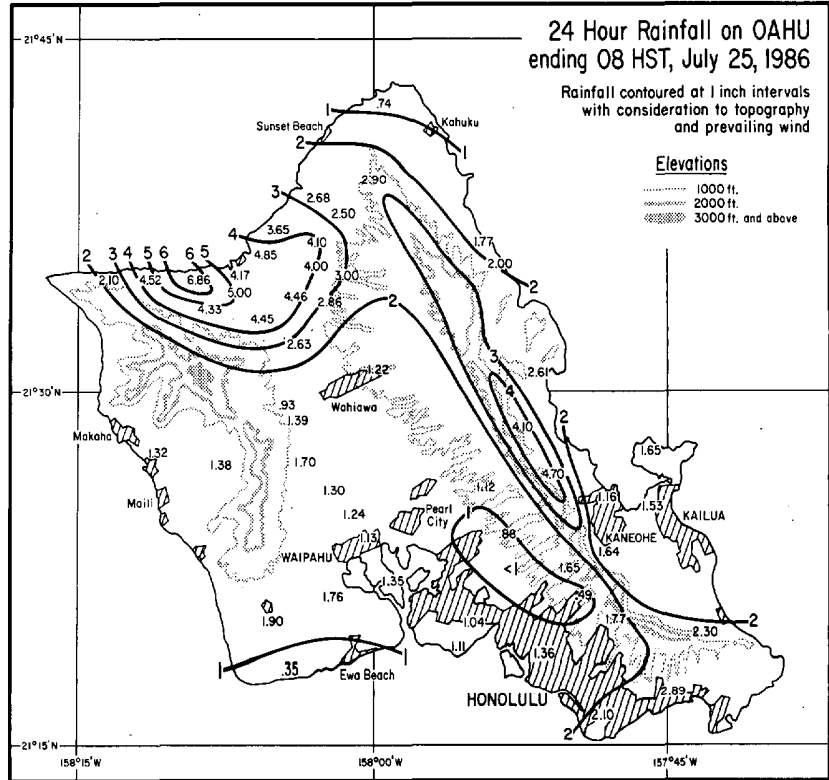 24 Hour Rainfall on OAHU
ending 08 HST, July 25, 1986
Rainfall contoured at 1 inch intervals
with consideration to topography
and prevailing wind
Elevations
1000 ft.
2000 ft.
3000 ft. and above
21°45'N
1 .74
Kahuku
Sunset Beach
2 1
2.90
3 2.68
2.50
4 3.65 4.10
1.77
2 3 4 5 6 6 5 4.85
2.00
2.10 4.52 6.86 4.17 4.00 3.00 2
5.00
4.33 4.46 2.86
4.45 2
2.63
3
1.22 2.61
21°30'N
Wahiawa 4
.93
1.39 2
Makaha 4.10
1.32 1.38 1.70 1.65
4.70
Maili 1.30 1.12 1.16
1.53 KAILUA
Pearl
City
1.24 1
KANEOHE
WAIPAHU 1.13 .88
1.64
<1 1.65
1.35
.49
1.76
1.90 1.04 1.77 2
2.30
1.11 1.36
1 .35 1
Ewa Beach
HONOLULU 2.89
2.10
2
21°15'N
158°15'W 158°00'W 157°45'W